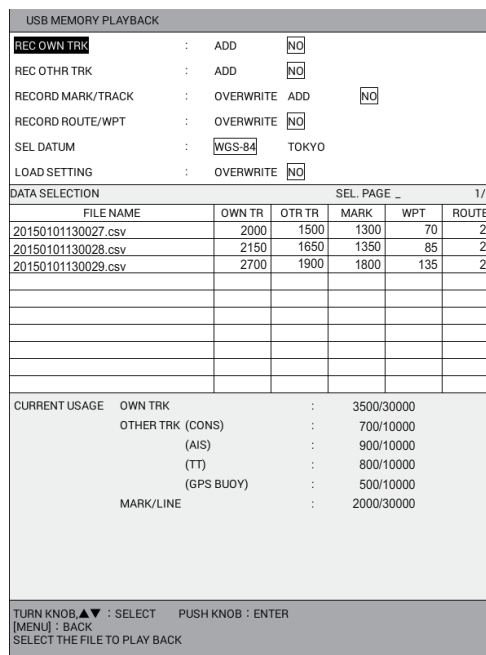 USB MEMORY PLAYBACK
REC OWN TRK : ADD NO
REC OTHR TRK : ADD NO
RECORD MARK/TRACK : OVERWRITE ADD NO
RECORD ROUTE/WPT : OVERWRITE NO
SEL DATUM : WGS-84 TOKYO
LOAD SETTING : OVERWRITE NO
DATA SELECTION SEL. PAGE _ 1/
FILE NAME OWN TR OTR TR MARK WPT ROUTE
20150101130027.csv 2000 1500 1300 70 2
20150101130028.csv 2150 1650 1350 85 2
20150101130029.csv 2700 1900 1800 135 2
CURRENT USAGE OWN TRK : 3500/30000
OTHER TRK (CONS) : 700/10000
(AIS) : 900/10000
(TT) : 800/10000
(GPS BUOY) : 500/10000
MARK/LINE : 2000/30000
TURN KNOB,▲▼ : SELECT PUSH KNOB : ENTER
[MENU] : BACK
SELECT THE FILE TO PLAY BACK